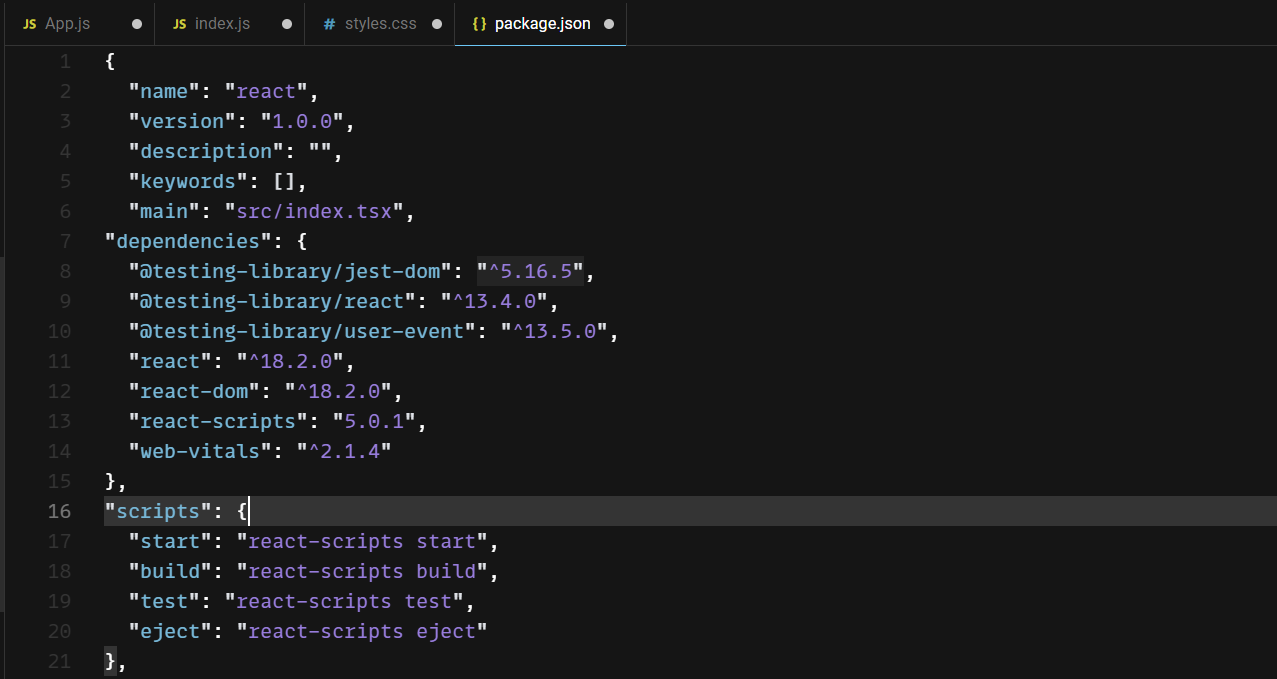 JS App.js JS index.js # styles.css {} package.json
1 {
2 "name": "react",
3 "version": "1.0.0",
4 "description": "",
5 "keywords": [],
6 "main": "src/index.tsx",
7 "dependencies": {
8 "@testing-library/jest-dom": "^5.16.5",
9 "@testing-library/react": "^13.4.0",
10 "@testing-library/user-event": "^13.5.0",
11 "react": "^18.2.0",
12 "react-dom": "^18.2.0",
13 "react-scripts": "5.0.1",
14 "web-vitals": "^2.1.4"
15 },
16 "scripts": {
17 "start": "react-scripts start",
18 "build": "react-scripts build",
19 "test": "react-scripts test",
20 "eject": "react-scripts eject"
21 },